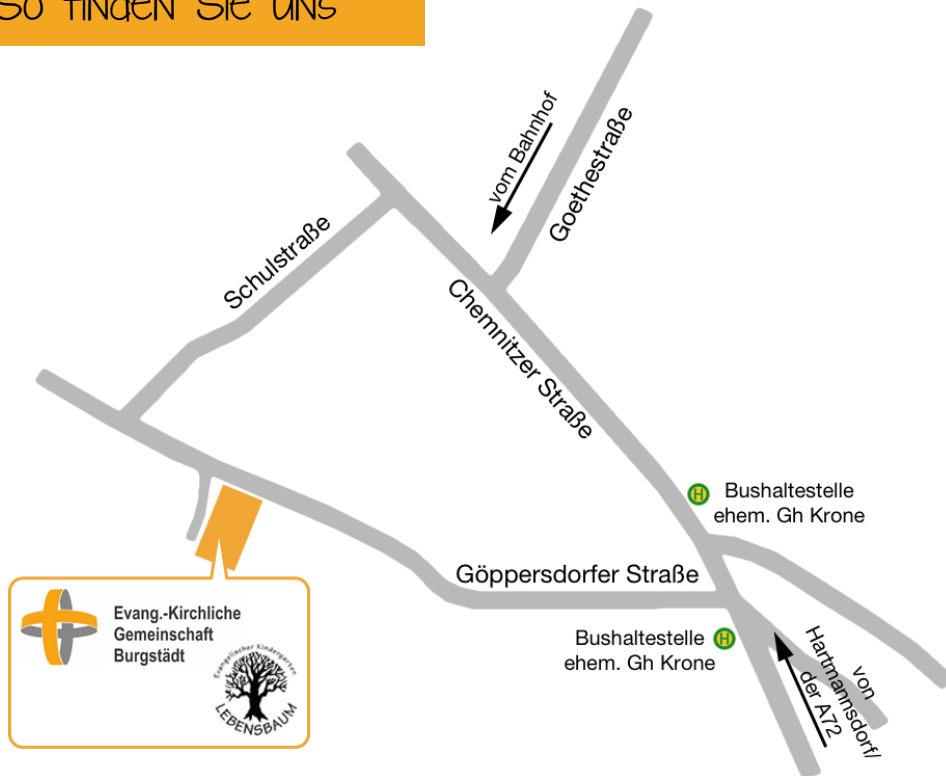 So finden Sie uns
vom Bahnhof
Goethestraße
Schulstraße
Chemnitzer Straße
H Bushaltestelle
ehem. Gh Krone
Göppersdorfer Straße
Bushaltestelle H
ehem. Gh Krone
von
Hartmannsdorf/
der A72
Evang.-Kirchliche
Gemeinschaft
Burgstädt
Evangelischer Kindergarten
LEBENSBAUM